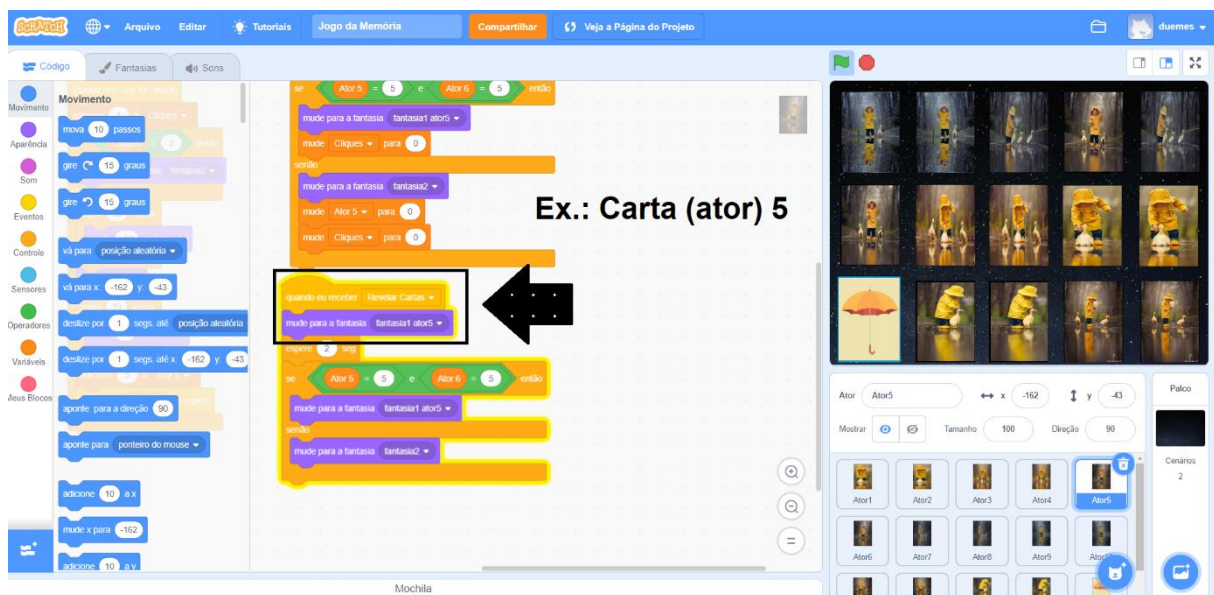 SCRATCH Arquivo Editar Tutoriais Jogo da Memória Compartilhar Veja a Página do Projeto duemes
Código Fantasias Sons
Movimento
Aparência
Som
Eventos
Controle
Sensores
Operadores
Variáveis
Meus Blocos
Movimento
mova 10 passos
gire 15 graus
gire 15 graus
vá para posição aleatória
vá para x: -162 y: -43
deslize por 1 segs. até posição aleatória
deslize por 1 segs. até x: -162 y: -43
aponte para a direção 90
aponte para ponteiro do mouse
adicione 10 a x
mude x para -162
adicione 10 a y
se Ator 5 = 5 e Ator 6 = 5 então
mude para a fantasia fantasia1 ator5
mude Cliques para 0
senão
mude para a fantasia fantasia2
mude Ator 5 para 0
mude Cliques para 0
Ex.: Carta (ator) 5
quando eu receber Revelar Cartas
mude para a fantasia fantasia1 ator5
espere 2 seg
se Ator 5 = 5 e Ator 6 = 5 então
mude para a fantasia fantasia1 ator5
senão
mude para a fantasia fantasia2
Mochila
Ator Ator5 x -162 y -43
Mostrar Tamanho 100 Direção 90
Ator1 Ator2 Ator3 Ator4 Ator5
Ator6 Ator7 Ator8 Ator9
Palco
Cenários
2